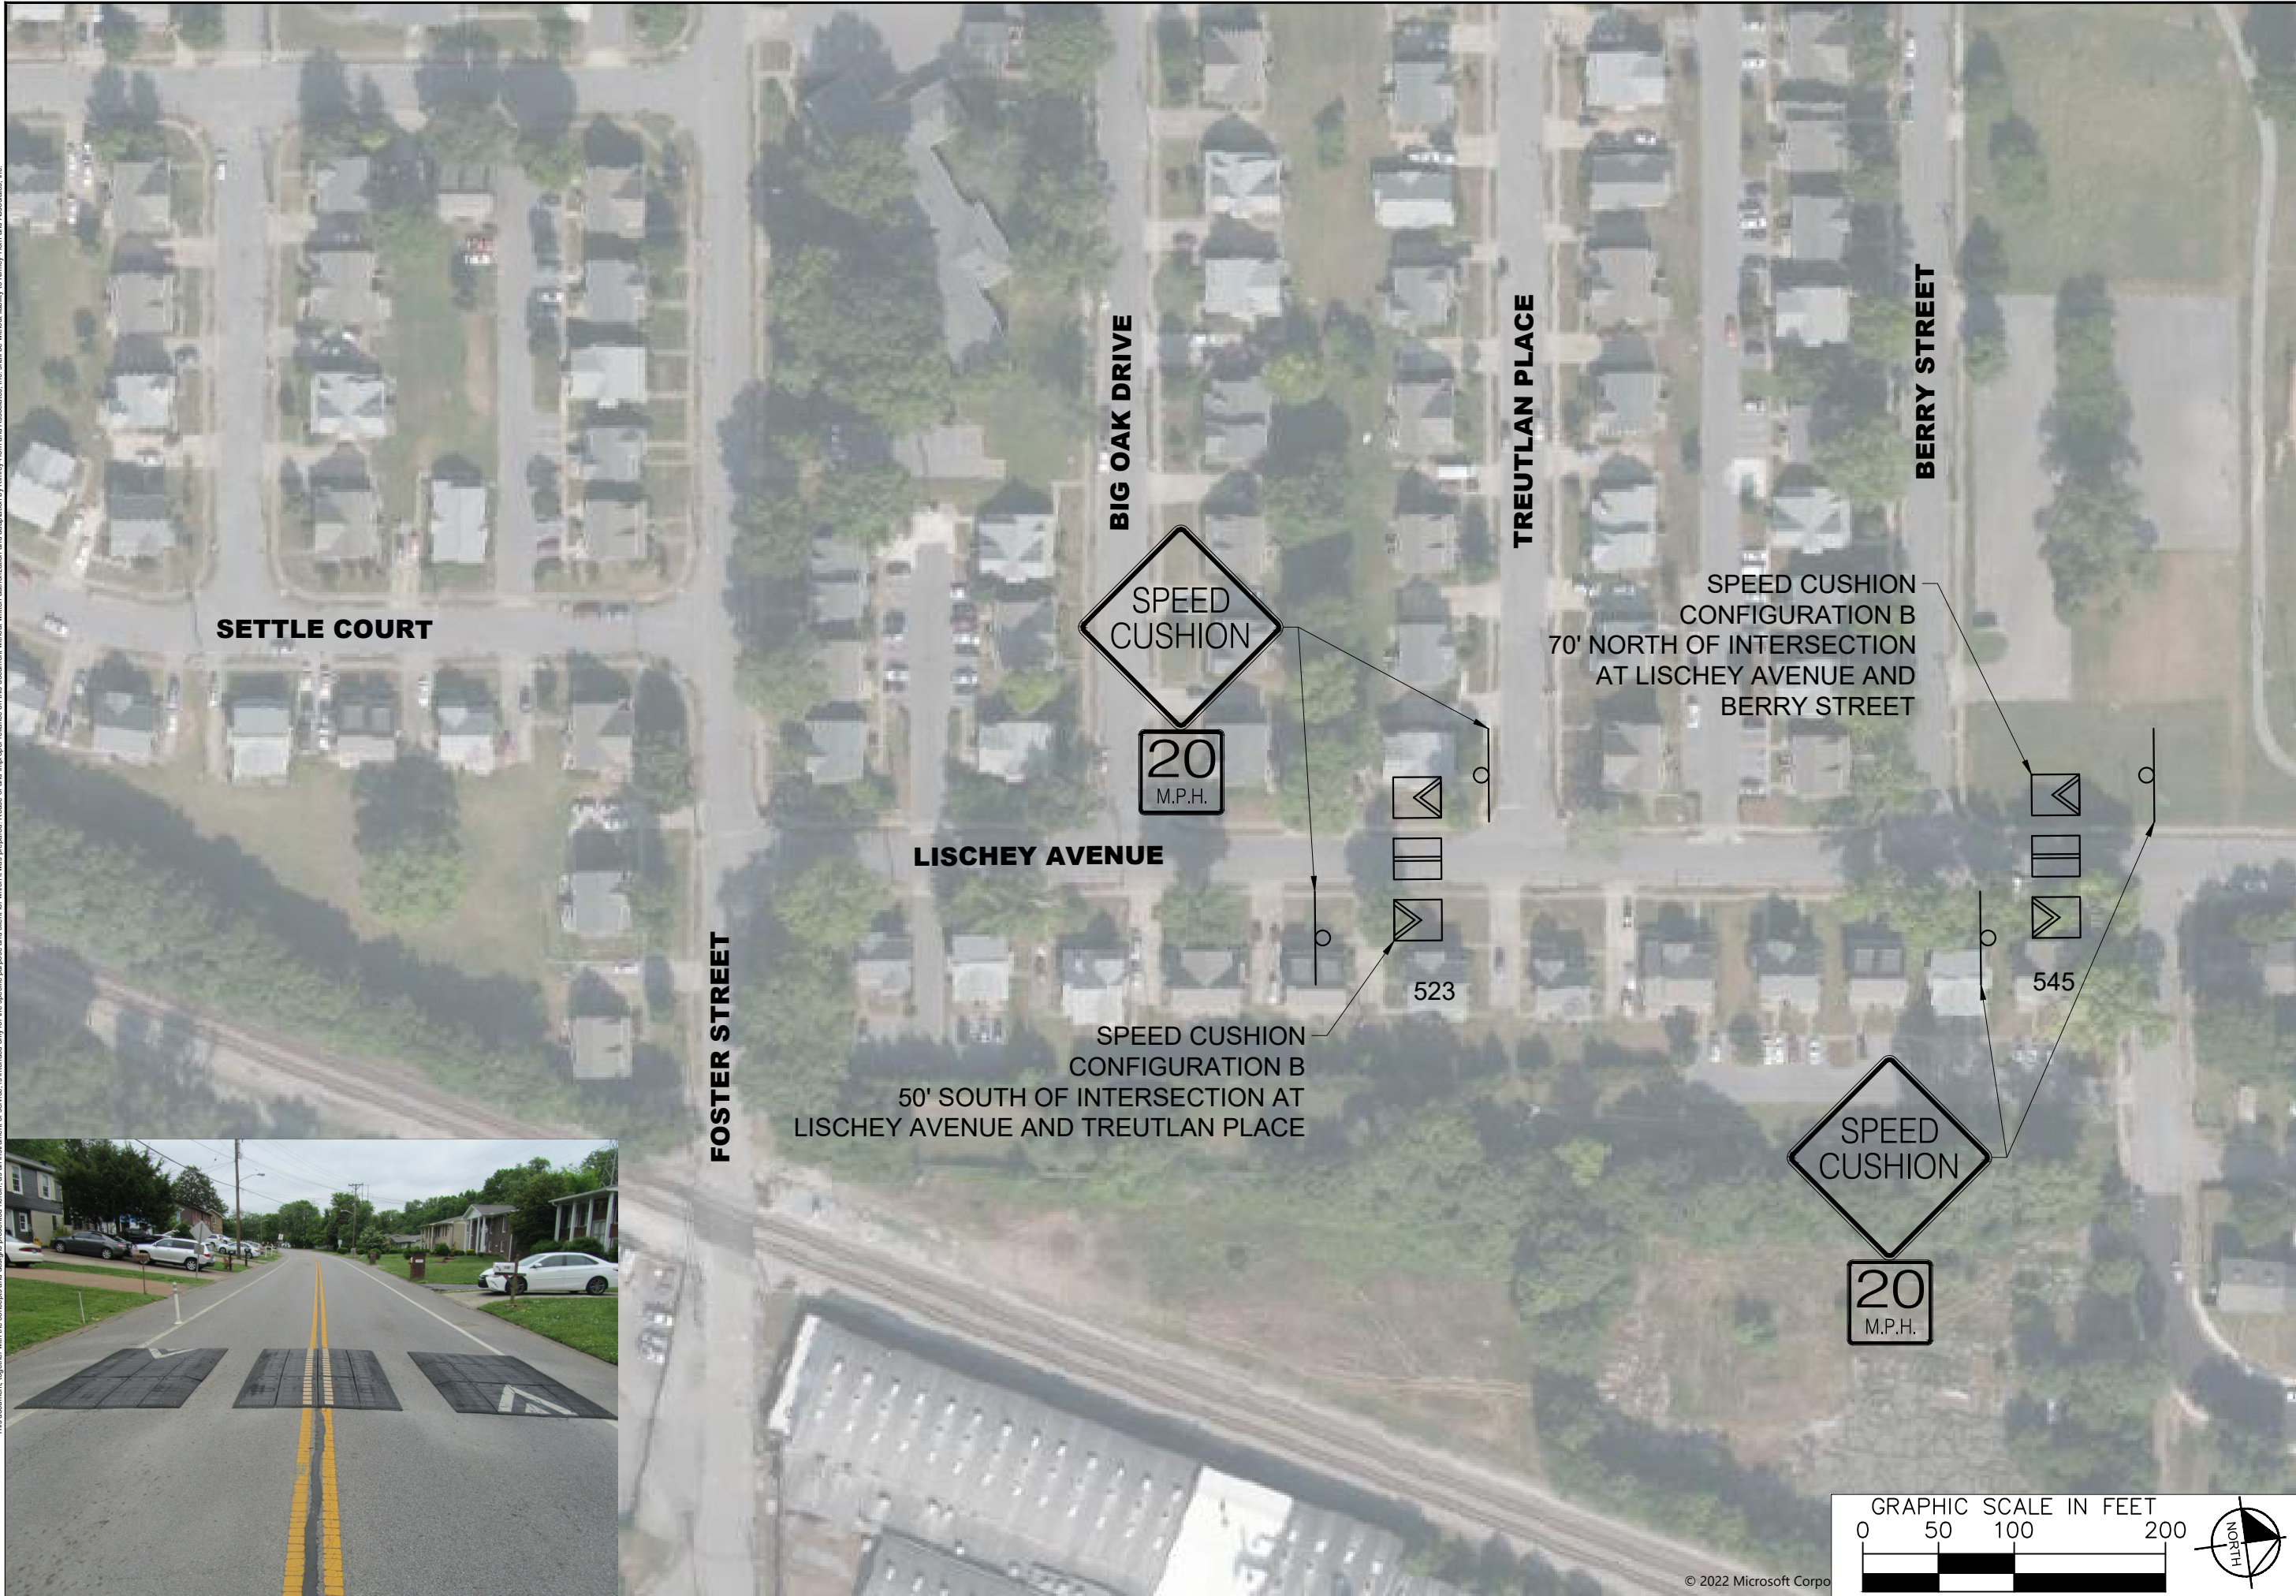 BIG OAK DRIVE
TREUTLAN PLACE
BERRY STREET
SETTLE COURT
SPEED
CUSHION
20
M.P.H.
SPEED CUSHION
CONFIGURATION B
70' NORTH OF INTERSECTION
AT LISCHEY AVENUE AND
BERRY STREET
LISCHEY AVENUE
FOSTER STREET
523
545
SPEED CUSHION
CONFIGURATION B
50' SOUTH OF INTERSECTION AT
LISCHEY AVENUE AND TREUTLAN PLACE
SPEED
CUSHION
20
M.P.H.
GRAPHIC SCALE IN FEET
0 50 100 200
NORTH
© 2022 Microsoft Corpo